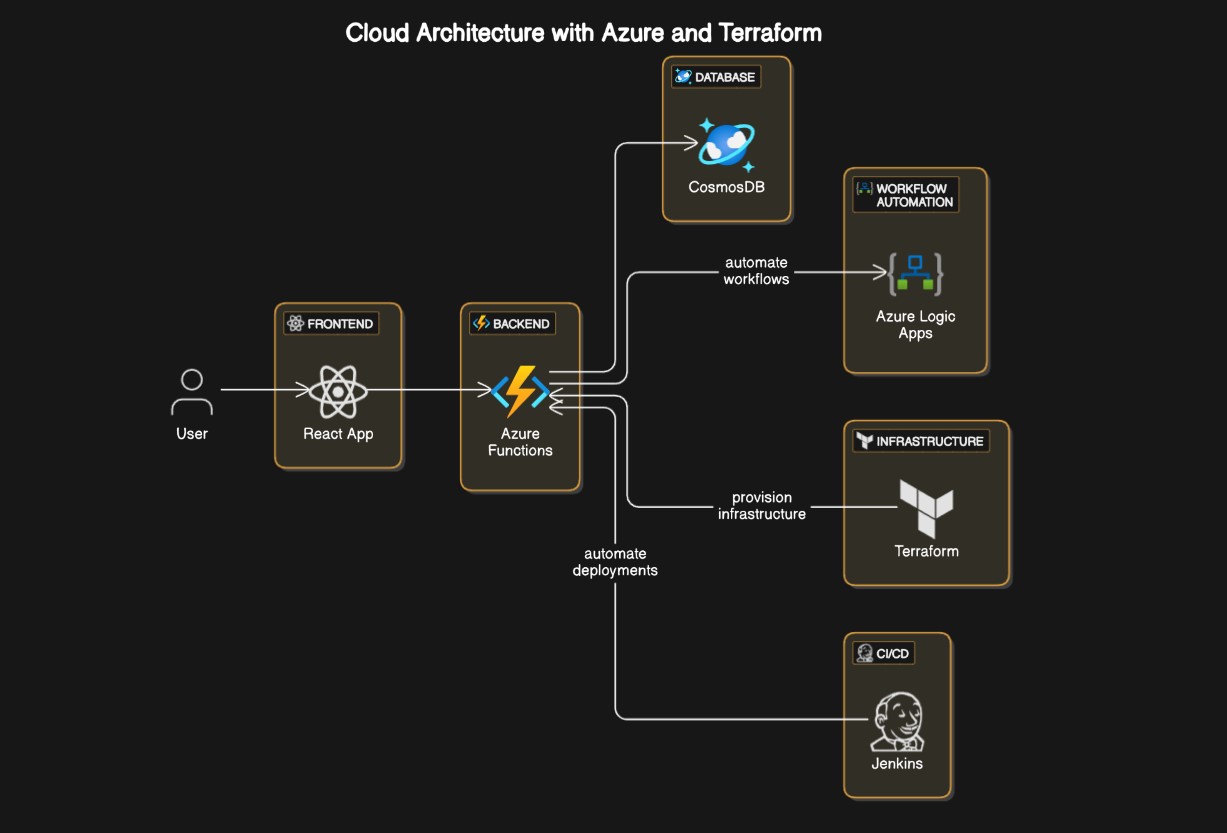 Cloud Architecture with Azure and Terraform
DATABASE
CosmosDB
WORKFLOW
AUTOMATION
automate
workflows
Azure Logic
Apps
FRONTEND
BACKEND
User
React App
Azure
Functions
INFRASTRUCTURE
provision
infrastructure
Terraform
automate
deployments
CI/CD
Jenkins